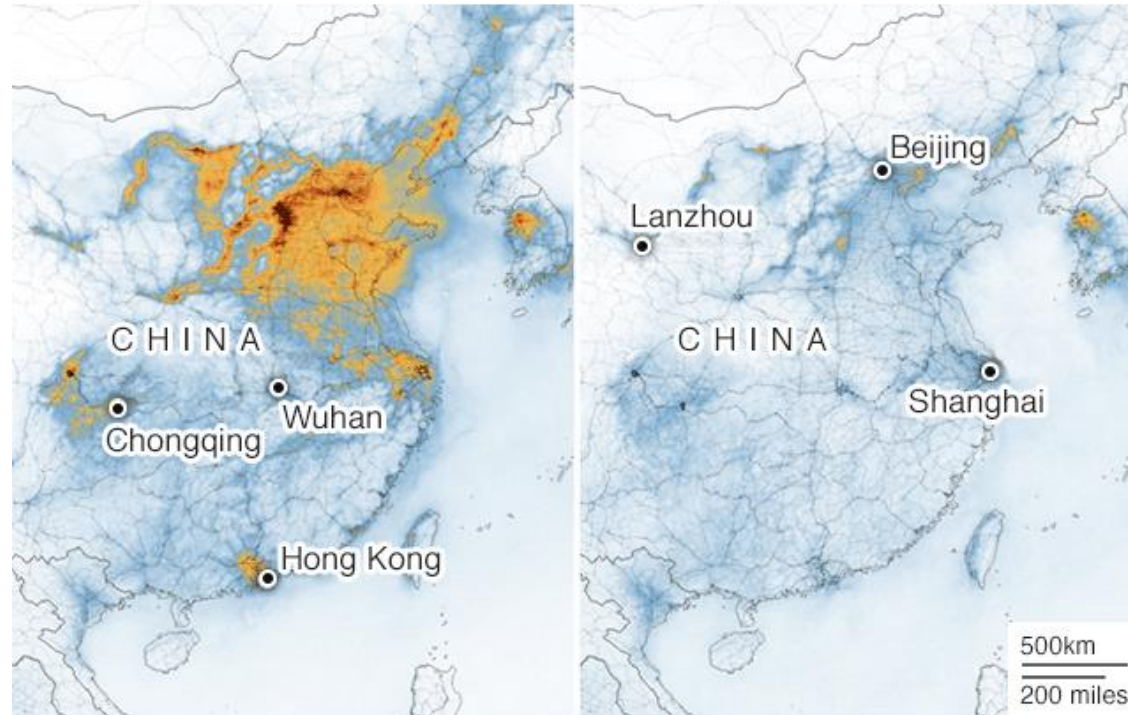 CHINA
Wuhan
Chongqing
Hong Kong
Beijing
Lanzhou
CHINA
Shanghai
500km
200 miles